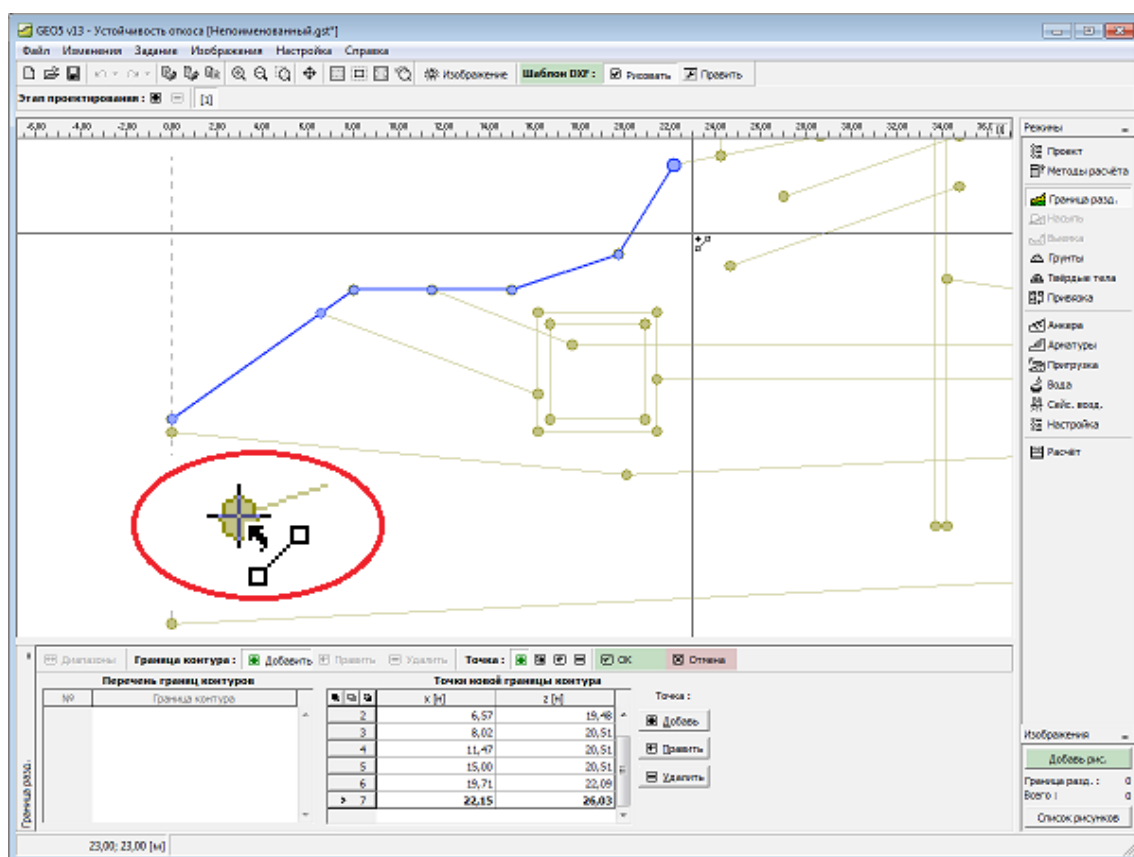 GEO5 v13 - Устойчивость откоса [Непоименованный.gst*]
Файл Изменения Задание Изображения Настройка Справка
Изображение Шаблон DXF : Рисовать Править
Этап проектирования : [1]
-4,00 -2,00 0,00 2,00 4,00 6,00 8,00 10,00 12,00 14,00 16,00 18,00 20,00 22,00 24,00 26,00 28,00 30,00 32,00 34,00
Режимы
Проект
Методы расчёта
Граница разд.
Насыпь
Выемка
Грунты
Твёрдые тела
Привязка
Анкера
Арматуры
Пригрузка
Вода
Сейс. возд.
Настройка
Расчёт
Диапазоны Граница контура : Добавить Править Удалить Точка : OK Отмена
Перечень границ контуров
№ Граница контура
Точки новой границы контура
x [м] z [м]
2 6,57 19,48
3 8,02 20,51
4 11,47 20,51
5 15,00 20,51
6 19,71 22,09
> 7 22,15 26,03
Точка :
Добавь
Править
Удалить
Граница разд.
Изображения
Добавь рис.
Граница разд. : 0
Всего : 0
Список рисунков
23,00; 23,00 [м]